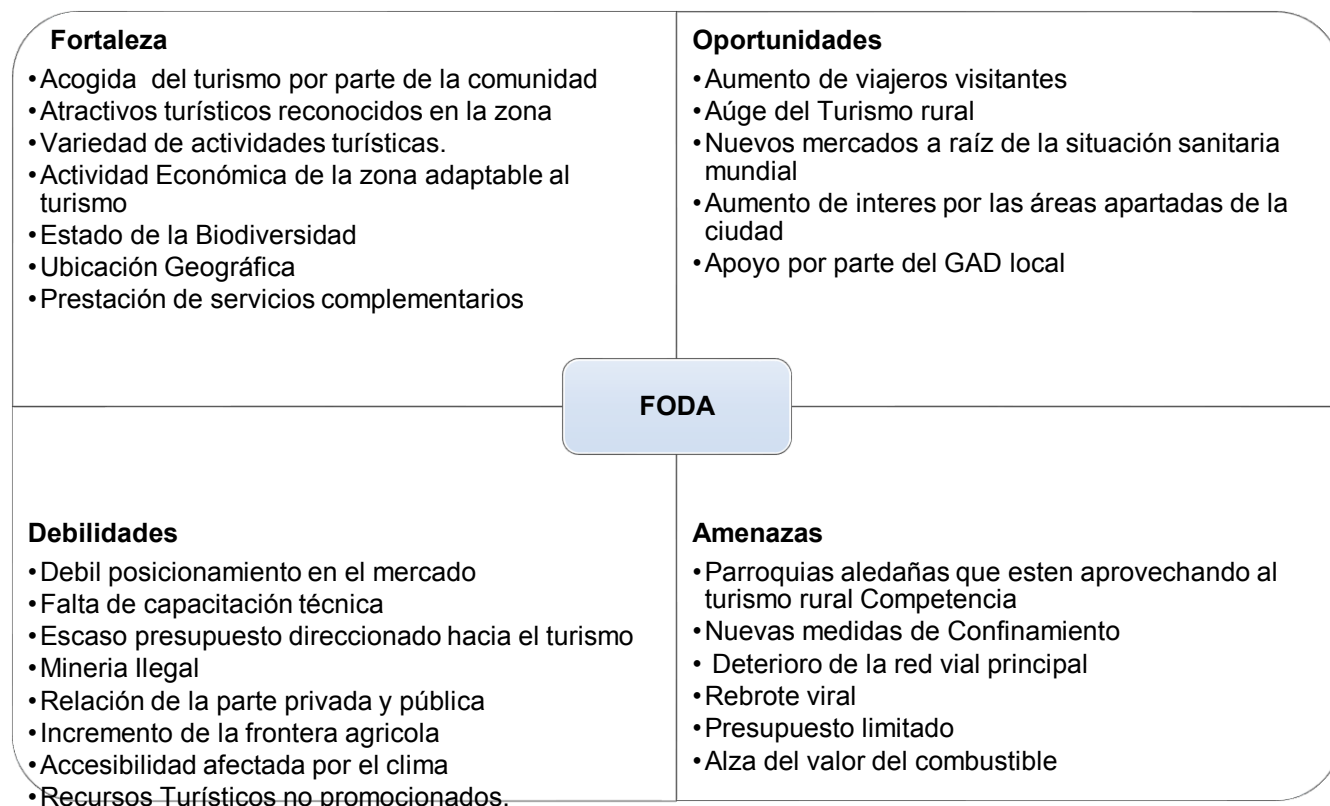 Fortaleza
•Acogida  del turismo por parte de la comunidad
•Atractivos turísticos reconocidos en la zona
•Variedad de actividades turísticas.
•Actividad Económica de la zona adaptable al
turismo
•Estado de la Biodiversidad
•Ubicación Geográfica
•Prestación de servicios complementarios
Oportunidades
•Aumento de viajeros visitantes
•Aúge del Turismo rural
•Nuevos mercados a raíz de la situación sanitaria
mundial
•Aumento de interes por las áreas apartadas de la
ciudad
•Apoyo por parte del GAD local
FODA
Debilidades
•Debil posicionamiento en el mercado
•Falta de capacitación técnica
•Escaso presupuesto direccionado hacia el turismo
•Mineria Ilegal
•Relación de la parte privada y pública
•Incremento de la frontera agricola
•Accesibilidad afectada por el clima
•Recursos Turísticos no promocionados.
Amenazas
•Parroquias aledañas que esten aprovechando al
turismo rural Competencia
•Nuevas medidas de Confinamiento
• Deterioro de la red vial principal
•Rebrote viral
•Presupuesto limitado
•Alza del valor del combustible